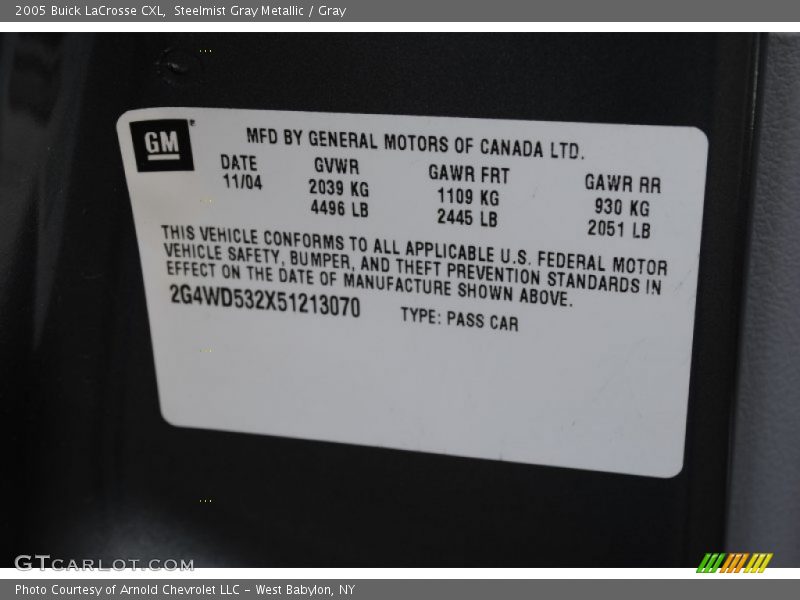 2005 Buick LaCrosse CXL, Steelmist Gray Metallic / Gray
GM
MFD BY GENERAL MOTORS OF CANADA LTD.
DATE GVWR GAWR FRT GAWR RR
11/04 2039 KG 1109 KG 930 KG
4496 LB 2445 LB 2051 LB
THIS VEHICLE CONFORMS TO ALL APPLICABLE U.S. FEDERAL MOTOR
VEHICLE SAFETY, BUMPER, AND THEFT PREVENTION STANDARDS IN
EFFECT ON THE DATE OF MANUFACTURE SHOWN ABOVE.
2G4WD532X51213070 TYPE: PASS CAR
GTCARLOT.COM
Photo Courtesy of Arnold Chevrolet LLC - West Babylon, NY